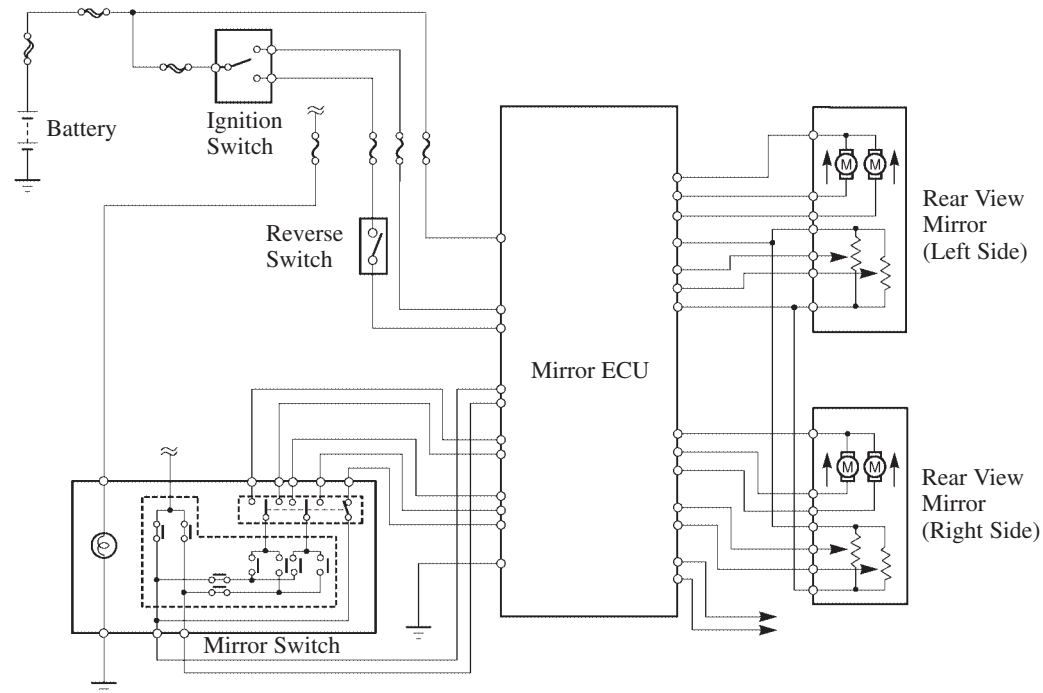 Battery
Ignition
Switch
Reverse
Switch
Mirror ECU
M
M
Rear View
Mirror
(Left Side)
M
M
Rear View
Mirror
(Right Side)
Mirror Switch